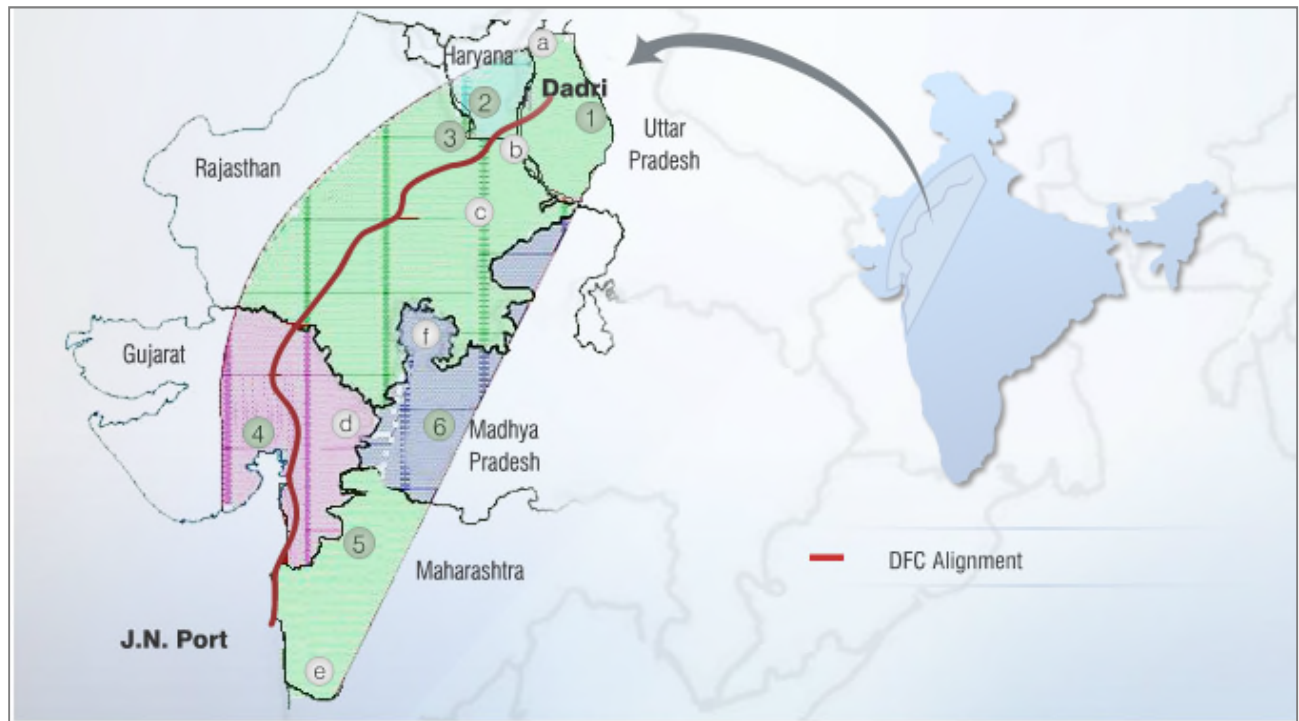 a
Haryana
Dadri
2
1
3
b
Uttar
Pradesh
Rajasthan
c
f
Gujarat
4
d
6
Madhya
Pradesh
5
Maharashtra
DFC Alignment
J.N. Port
e